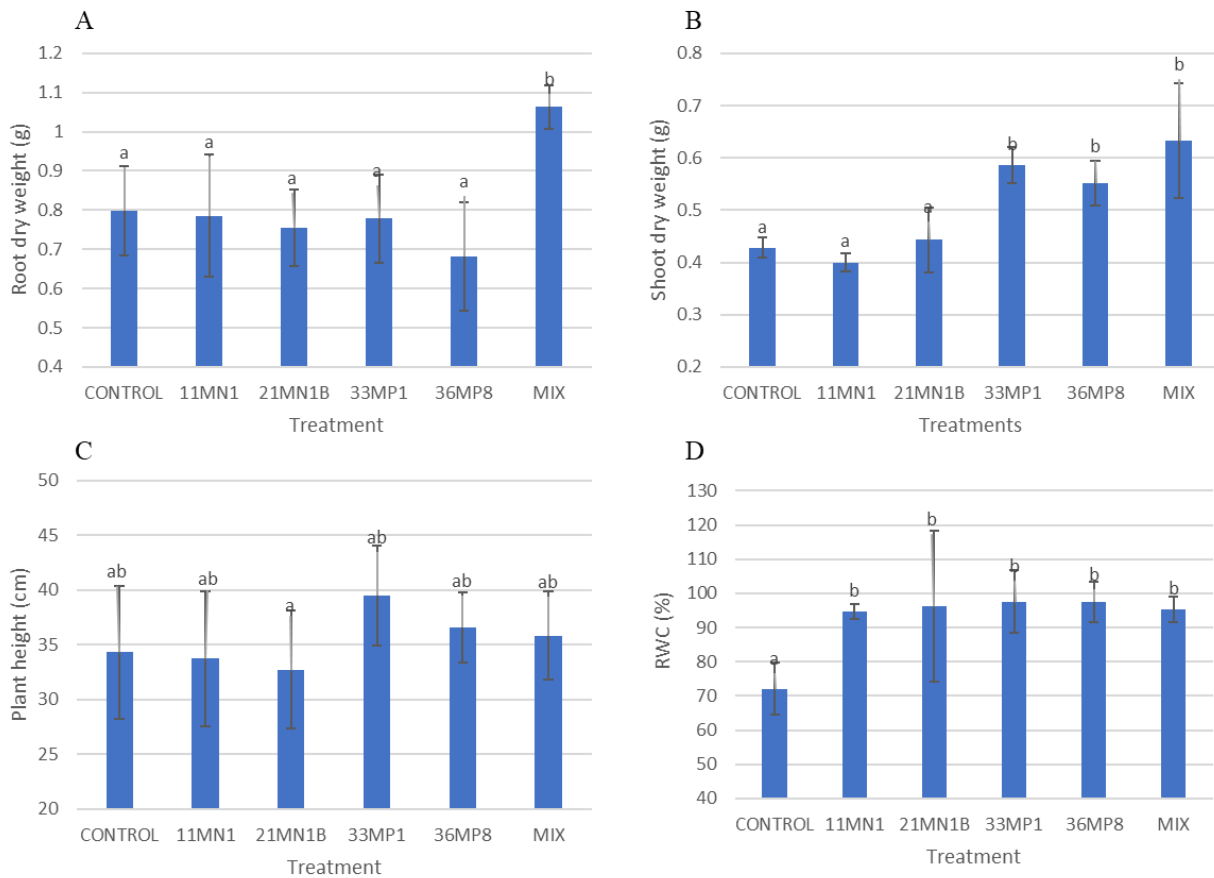 A
Root dry weight (g)
1.2
1.1
1
0.9
0.8
0.7
0.6
0.5
0.4
a
a
a
a
a
b
CONTROL 11MN1 21MN1B 33MP1 36MP8 MIX
Treatment
B
Shoot dry weight (g)
0.8
0.7
0.6
0.5
0.4
0.3
0.2
a
a
a
b
b
b
CONTROL 11MN1 21MN1B 33MP1 36MP8 MIX
Treatments
C
Plant height (cm)
50
45
40
35
30
25
20
ab
ab
a
ab
ab
ab
CONTROL 11MN1 21MN1B 33MP1 36MP8 MIX
Treatment
D
RWC (%)
130
120
110
100
90
80
70
60
50
40
a
b
b
b
b
b
CONTROL 11MN1 21MN1B 33MP1 36MP8 MIX
Treatment